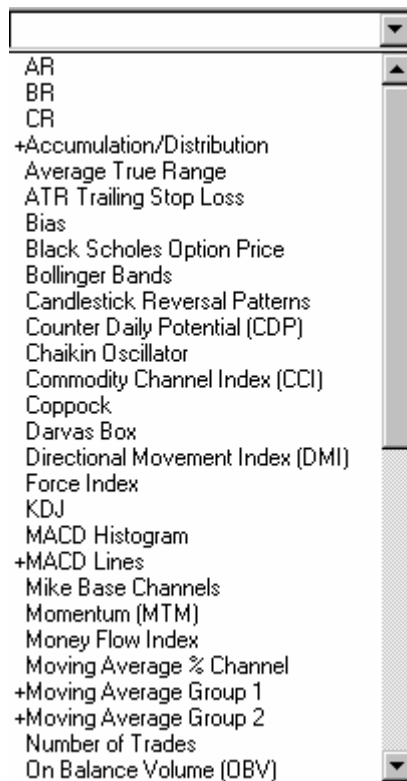 AR
BR
CR
+Accumulation/Distribution
Average True Range
ATR Trailing Stop Loss
Bias
Black Scholes Option Price
Bollinger Bands
Candlestick Reversal Patterns
Counter Daily Potential (CDP)
Chaikin Oscillator
Commodity Channel Index (CCI)
Coppock
Darvas Box
Directional Movement Index (DMI)
Force Index
KDJ
MACD Histogram
+MACD Lines
Mike Base Channels
Momentum (MTM)
Money Flow Index
Moving Average % Channel
+Moving Average Group 1
+Moving Average Group 2
Number of Trades
On Balance Volume (OBV)